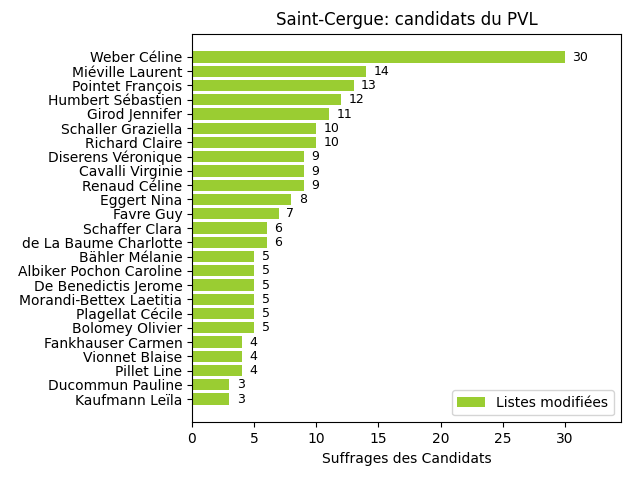 Saint-Cergue: candidats du PVL
Weber Céline 30
Miéville Laurent 14
Pointet François 13
Humbert Sébastien 12
Girod Jennifer 11
Schaller Graziella 10
Richard Claire 10
Diserens Véronique 9
Cavalli Virginie 9
Renaud Céline 9
Eggert Nina 8
Favre Guy 7
Schaffer Clara 6
de La Baume Charlotte 6
Bähler Mélanie 5
Albiker Pochon Caroline 5
De Benedictis Jerome 5
Morandi-Bettex Laetitia 5
Plagellat Cécile 5
Bolomey Olivier 5
Fankhauser Carmen 4
Vionnet Blaise 4
Pillet Line 4
Ducommun Pauline 3
Kaufmann Leïla 3
Listes modifiées
0 5 10 15 20 25 30
Suffrages des Candidats